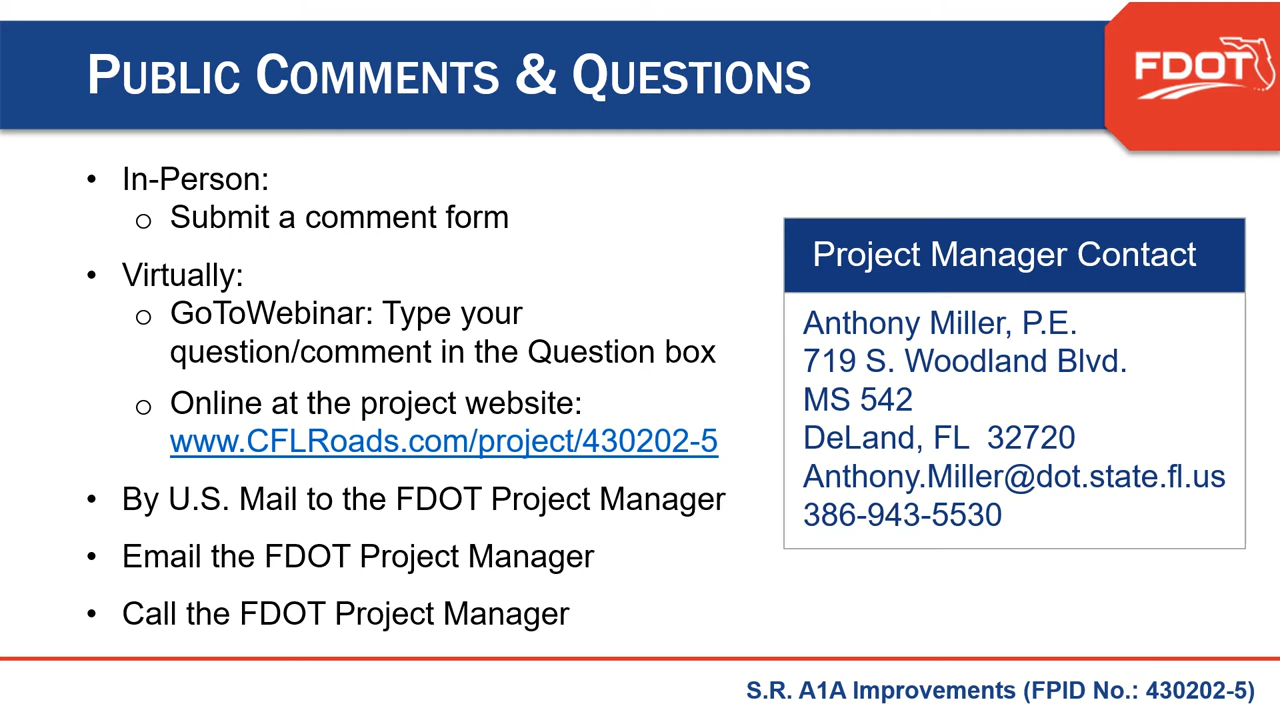 PUBLIC COMMENTS & QUESTIONS
FDOT
• In-Person:
o Submit a comment form
• Virtually:
o GoToWebinar: Type your
question/comment in the Question box
o Online at the project website:
www.CFLRoads.com/project/430202-5
• By U.S. Mail to the FDOT Project Manager
• Email the FDOT Project Manager
• Call the FDOT Project Manager
Project Manager Contact
Anthony Miller, P.E.
719 S. Woodland Blvd.
MS 542
DeLand, FL 32720
Anthony.Miller@dot.state.fl.us
386-943-5530
S.R. A1A Improvements (FPID No.: 430202-5)